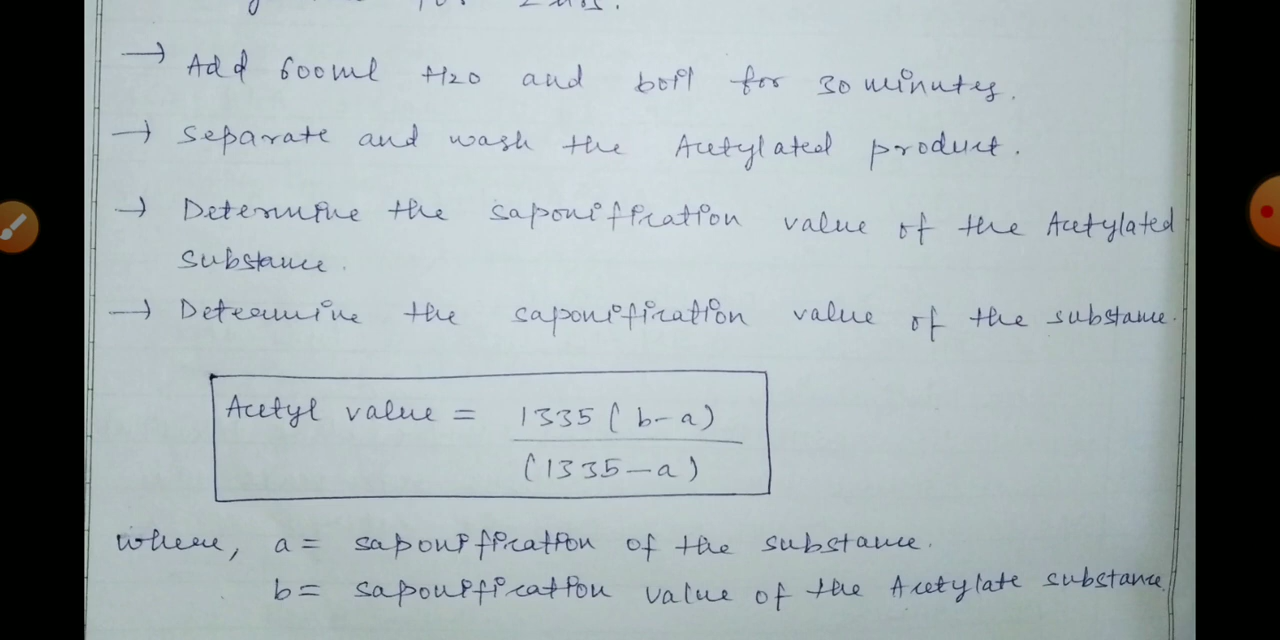 → Add 600ml H2O and boil for 30 minutes.
→ Separate and wash the Acetylated product.
→ Determine the saponification value of the Acetylated
substance.
→ Determine the saponification value of the substance.
Acetyl value = 1335(b-a)
(1335-a)
where, a = saponification of the substance.
b = saponification value of the Acetylate substance